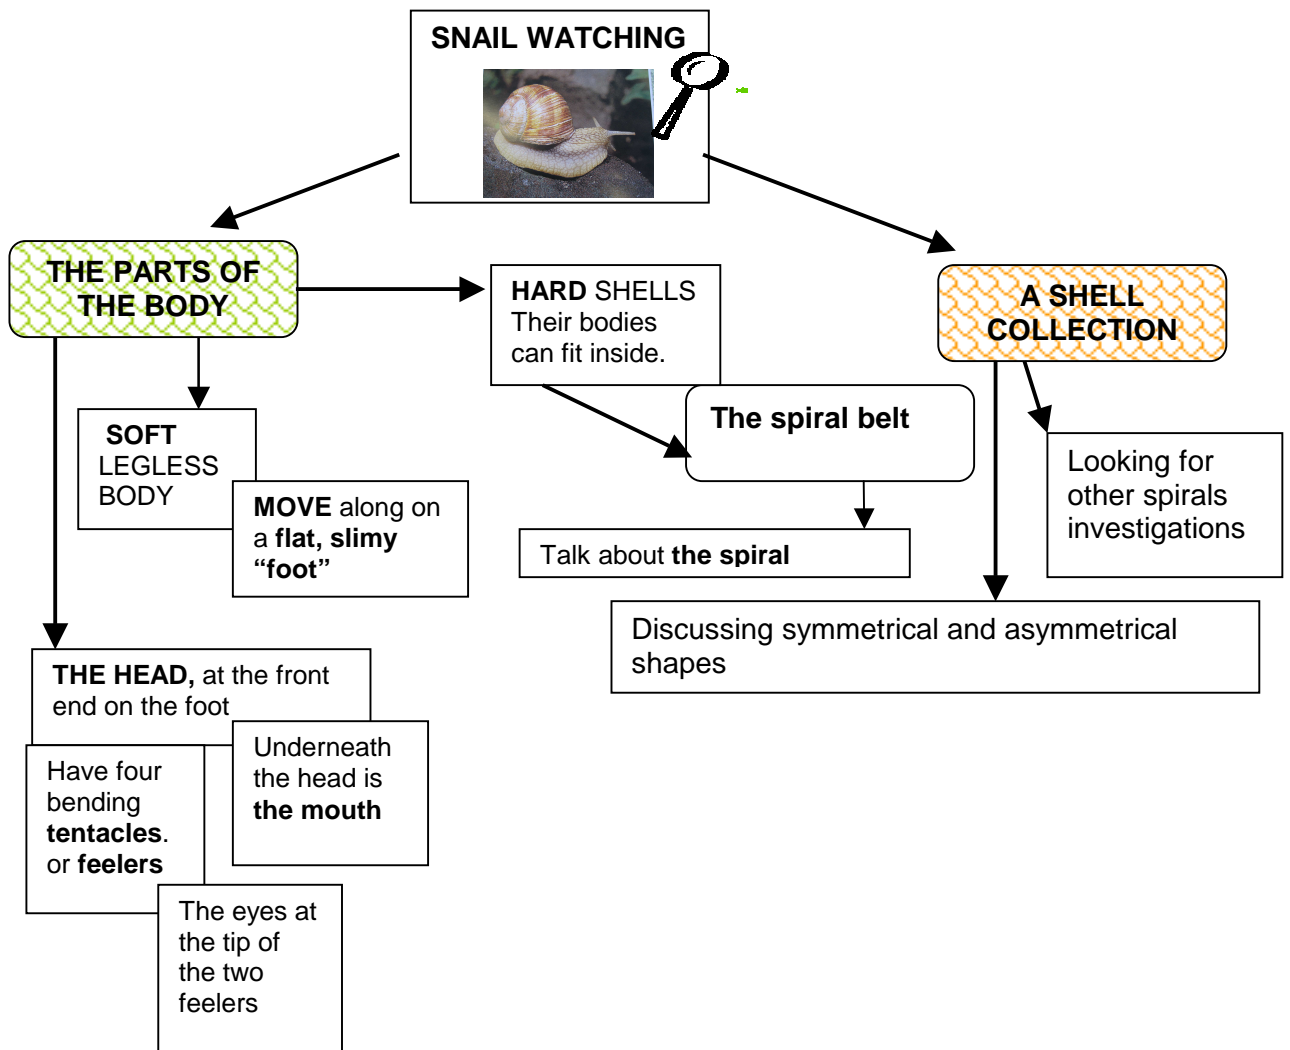 SNAIL WATCHING
THE PARTS OF
THE BODY
HARD SHELLS
Their bodies
can fit inside.
A SHELL
COLLECTION
SOFT
LEGLESS
BODY
The spiral belt
Looking for
other spirals
investigations
MOVE along on
a flat, slimy
“foot”
Talk about the spiral
Discussing symmetrical and asymmetrical
shapes
THE HEAD, at the front
end on the foot
Have four
bending
tentacles.
or feelers
Underneath
the head is
the mouth
The eyes at
the tip of
the two
feelers